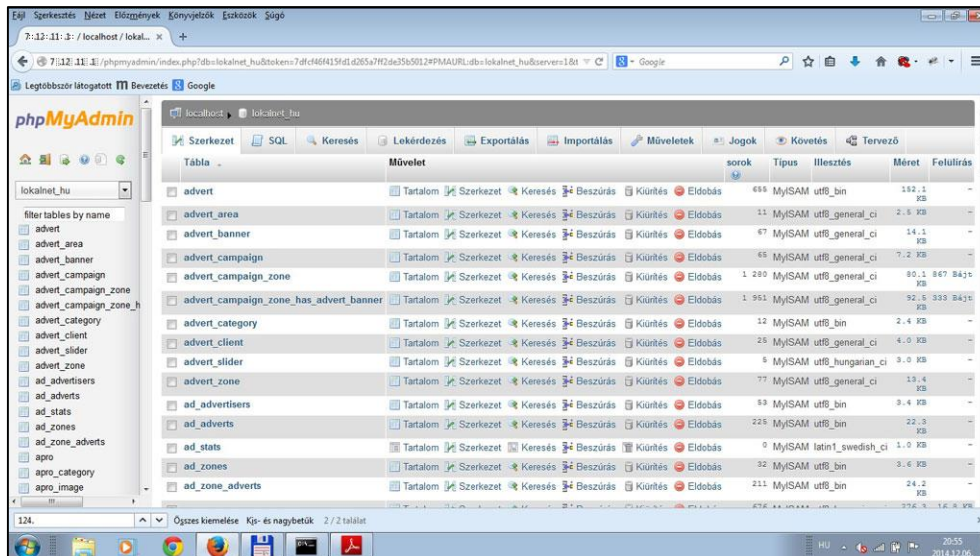 Fájl Szerkesztés Nézet Előzmények Könyvjelzők Eszközök Súgó
/ localhost / lokal... × +
/phpmyadmin/index.php?db=lokalnet_hu&token=7dfcf46f415fd1d265a7ff2de35b5012#PMAURL:db=lokalnet_hu&server=1&t Google
Legtöbbször látogatott Bevezetés Google
phpMyAdmin
lokalnet_hu
filter tables by name
advert
advert_area
advert_banner
advert_campaign
advert_campaign_zone
advert_campaign_zone_h
advert_category
advert_client
advert_slider
advert_zone
ad_advertisers
ad_adverts
ad_stats
ad_zones
ad_zone_adverts
apro
apro_category
apro_image
localhost ▸ lokalnet_hu
Szerkezet SQL Keresés Lekérdezés Exportálás Importálás Műveletek Jogok Követés Tervező
Tábla Művelet sorok Típus Illesztés Méret Felülírás
advert Tartalom Szerkezet Keresés Beszúrás Kiürítés Eldobás 655 MyISAM utf8_bin 152.1 KB -
advert_area Tartalom Szerkezet Keresés Beszúrás Kiürítés Eldobás 11 MyISAM utf8_general_ci 2.5 KB -
advert_banner Tartalom Szerkezet Keresés Beszúrás Kiürítés Eldobás 67 MyISAM utf8_general_ci 14.1 KB -
advert_campaign Tartalom Szerkezet Keresés Beszúrás Kiürítés Eldobás 65 MyISAM utf8_general_ci 7.2 KB -
advert_campaign_zone Tartalom Szerkezet Keresés Beszúrás Kiürítés Eldobás 1 280 MyISAM utf8_general_ci 80.1 KB 867 Bájt
advert_campaign_zone_has_advert_banner Tartalom Szerkezet Keresés Beszúrás Kiürítés Eldobás 1 951 MyISAM utf8_general_ci 92.5 KB 333 Bájt
advert_category Tartalom Szerkezet Keresés Beszúrás Kiürítés Eldobás 12 MyISAM utf8_bin 2.4 KB -
advert_client Tartalom Szerkezet Keresés Beszúrás Kiürítés Eldobás 25 MyISAM utf8_general_ci 4.0 KB -
advert_slider Tartalom Szerkezet Keresés Beszúrás Kiürítés Eldobás 5 MyISAM utf8_hungarian_ci 3.0 KB -
advert_zone Tartalom Szerkezet Keresés Beszúrás Kiürítés Eldobás 77 MyISAM utf8_general_ci 13.4 KB -
ad_advertisers Tartalom Szerkezet Keresés Beszúrás Kiürítés Eldobás 53 MyISAM utf8_bin 3.4 KB -
ad_adverts Tartalom Szerkezet Keresés Beszúrás Kiürítés Eldobás 225 MyISAM utf8_bin 22.3 KB -
ad_stats Tartalom Szerkezet Keresés Beszúrás Kiürítés Eldobás 0 MyISAM latin1_swedish_ci 1.0 KB -
ad_zones Tartalom Szerkezet Keresés Beszúrás Kiürítés Eldobás 32 MyISAM utf8_bin 3.6 KB -
ad_zone_adverts Tartalom Szerkezet Keresés Beszúrás Kiürítés Eldobás 211 MyISAM utf8_bin 24.2 KB -
124. Összes kiemelése Kis- és nagybetűk 2 / 2 találat
HU 20:55
2014.12.06.